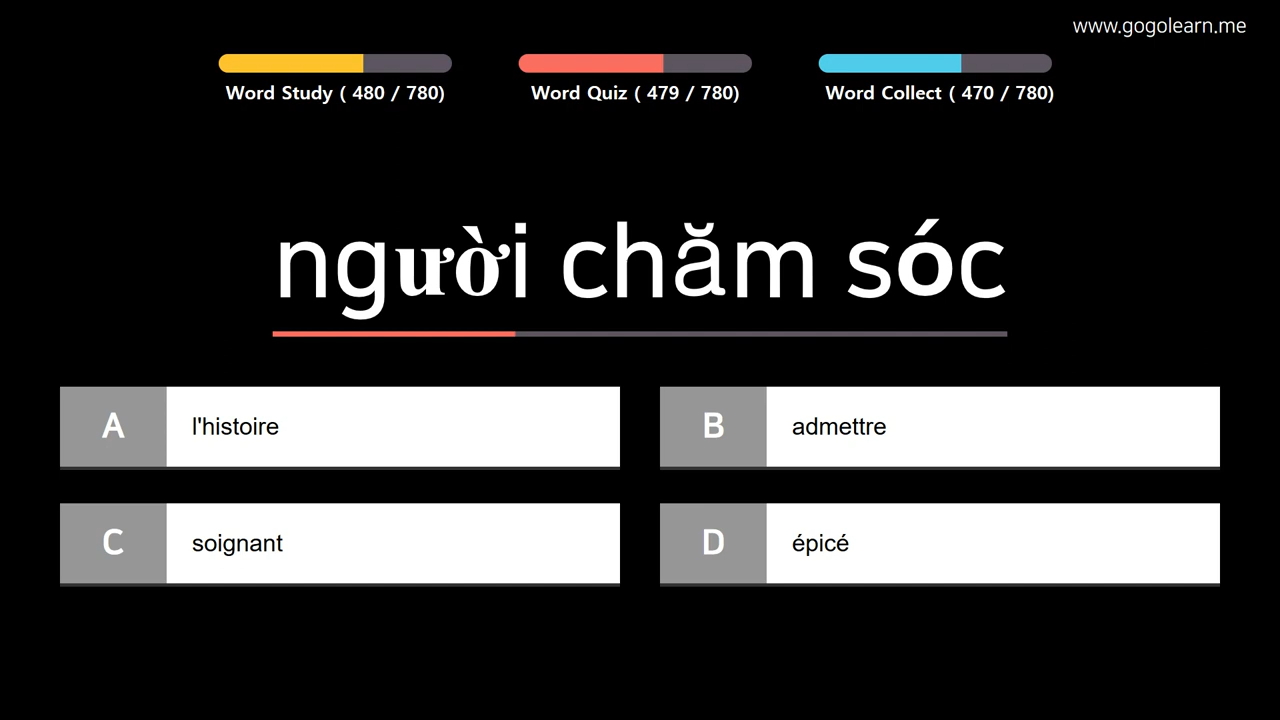 www.gogolearn.me
Word Study ( 480 / 780)
Word Quiz ( 479 / 780)
Word Collect ( 470 / 780)
người chăm sóc
A
l'histoire
B
admettre
C
soignant
D
épicé